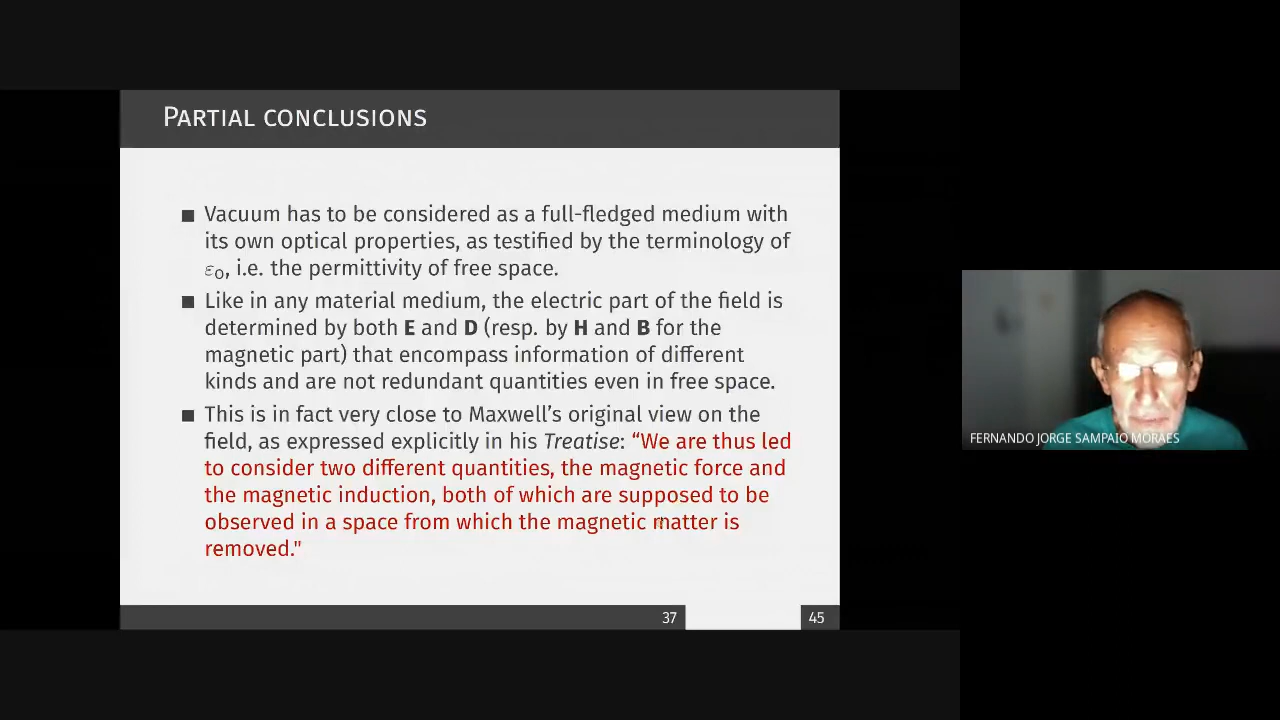 PARTIAL CONCLUSIONS
■ Vacuum has to be considered as a full-fledged medium with
its own optical properties, as testified by the terminology of
ε₀, i.e. the permittivity of free space.
■ Like in any material medium, the electric part of the field is
determined by both E and D (resp. by H and B for the
magnetic part) that encompass information of different
kinds and are not redundant quantities even in free space.
■ This is in fact very close to Maxwell’s original view on the
field, as expressed explicitly in his Treatise: “We are thus led
to consider two different quantities, the magnetic force and
the magnetic induction, both of which are supposed to be
observed in a space from which the magnetic matter is
removed."
37
45
FERNANDO JORGE SAMPAIO MORAES